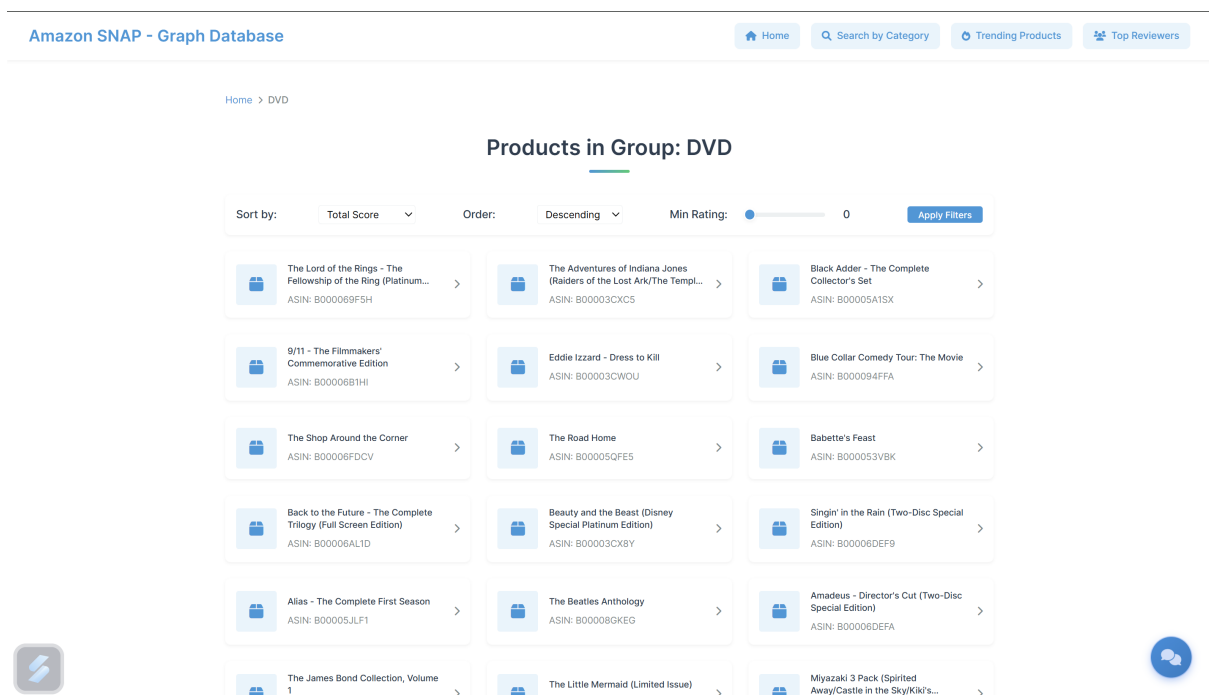 Amazon SNAP - Graph Database
Home
Search by Category
Trending Products
Top Reviewers
Home > DVD
Products in Group: DVD
Sort by:
Total Score
Order:
Descending
Min Rating:
0
Apply Filters
The Lord of the Rings - The
Fellowship of the Ring (Platinum...
ASIN: B000069F5H
The Adventures of Indiana Jones
(Raiders of the Lost Ark/The Templ...
ASIN: B00003CXC5
Black Adder - The Complete
Collector's Set
ASIN: B00005A1SX
9/11 - The Filmmakers'
Commemorative Edition
ASIN: B00006B1HI
Eddie Izzard - Dress to Kill
ASIN: B00003CWOU
Blue Collar Comedy Tour: The Movie
ASIN: B000094FFA
The Shop Around the Corner
ASIN: B00006FDCV
The Road Home
ASIN: B00005QFE5
Babette's Feast
ASIN: B000053VBK
Back to the Future - The Complete
Trilogy (Full Screen Edition)
ASIN: B00006AL1D
Beauty and the Beast (Disney
Special Platinum Edition)
ASIN: B00003CX8Y
Singin' in the Rain (Two-Disc Special
Edition)
ASIN: B00006DEF9
Alias - The Complete First Season
ASIN: B00005JLF1
The Beatles Anthology
ASIN: B00008GKEG
Amadeus - Director's Cut (Two-Disc
Special Edition)
ASIN: B00006DEFA
The James Bond Collection, Volume
1
The Little Mermaid (Limited Issue)
Miyazaki 3 Pack (Spirited
Away/Castle in the Sky/Kiki's...